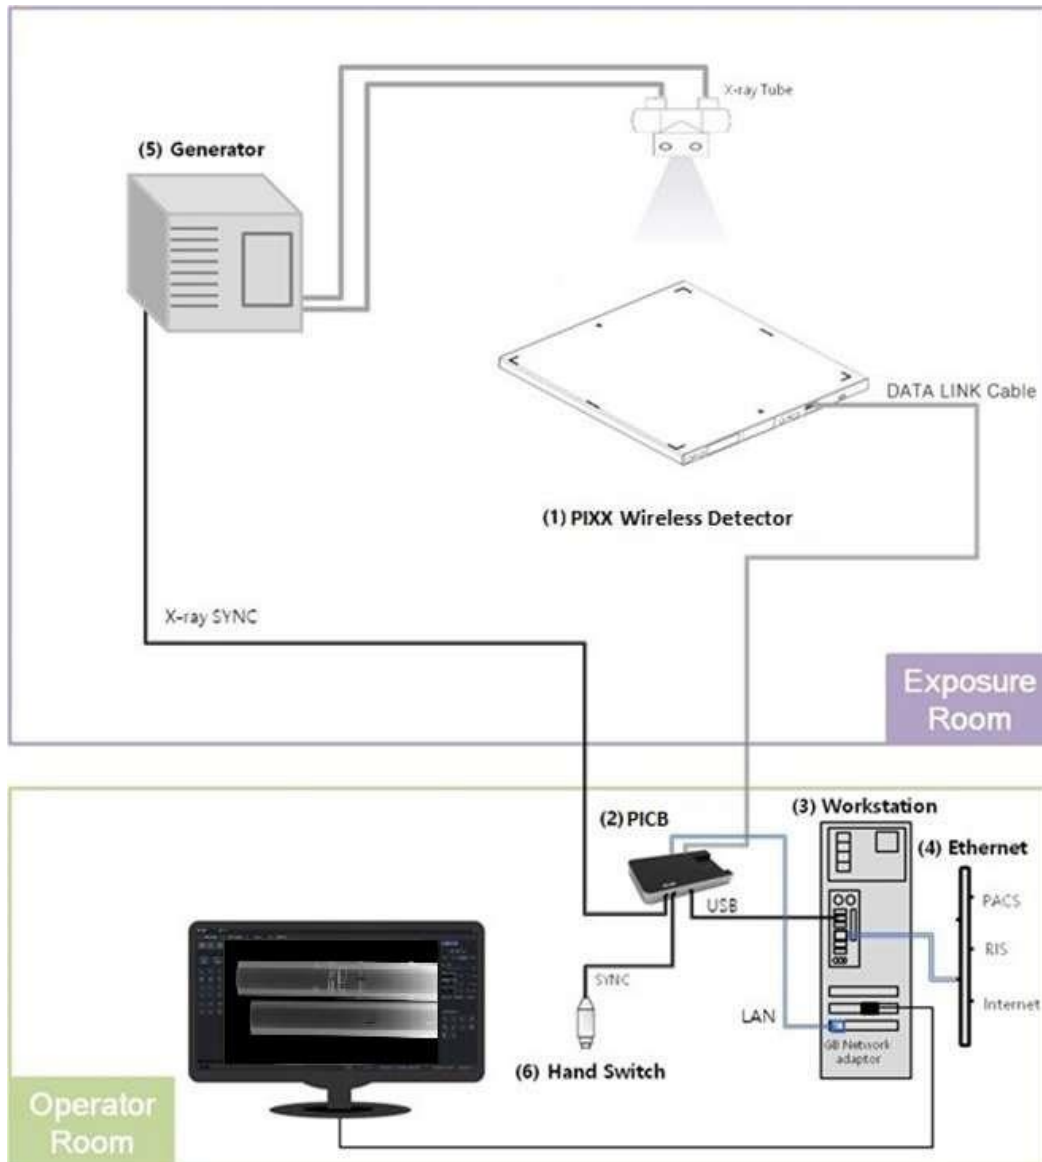 X-ray Tube
(5) Generator
DATA LINK Cable
(1) PIXX Wireless Detector
X-ray SYNC
Exposure
Room
(2) PICB
(3) Workstation
(4) Ethernet
PACS
USB
RIS
SYNC
Internet
LAN
GB Network
adaptor
(6) Hand Switch
Operator
Room